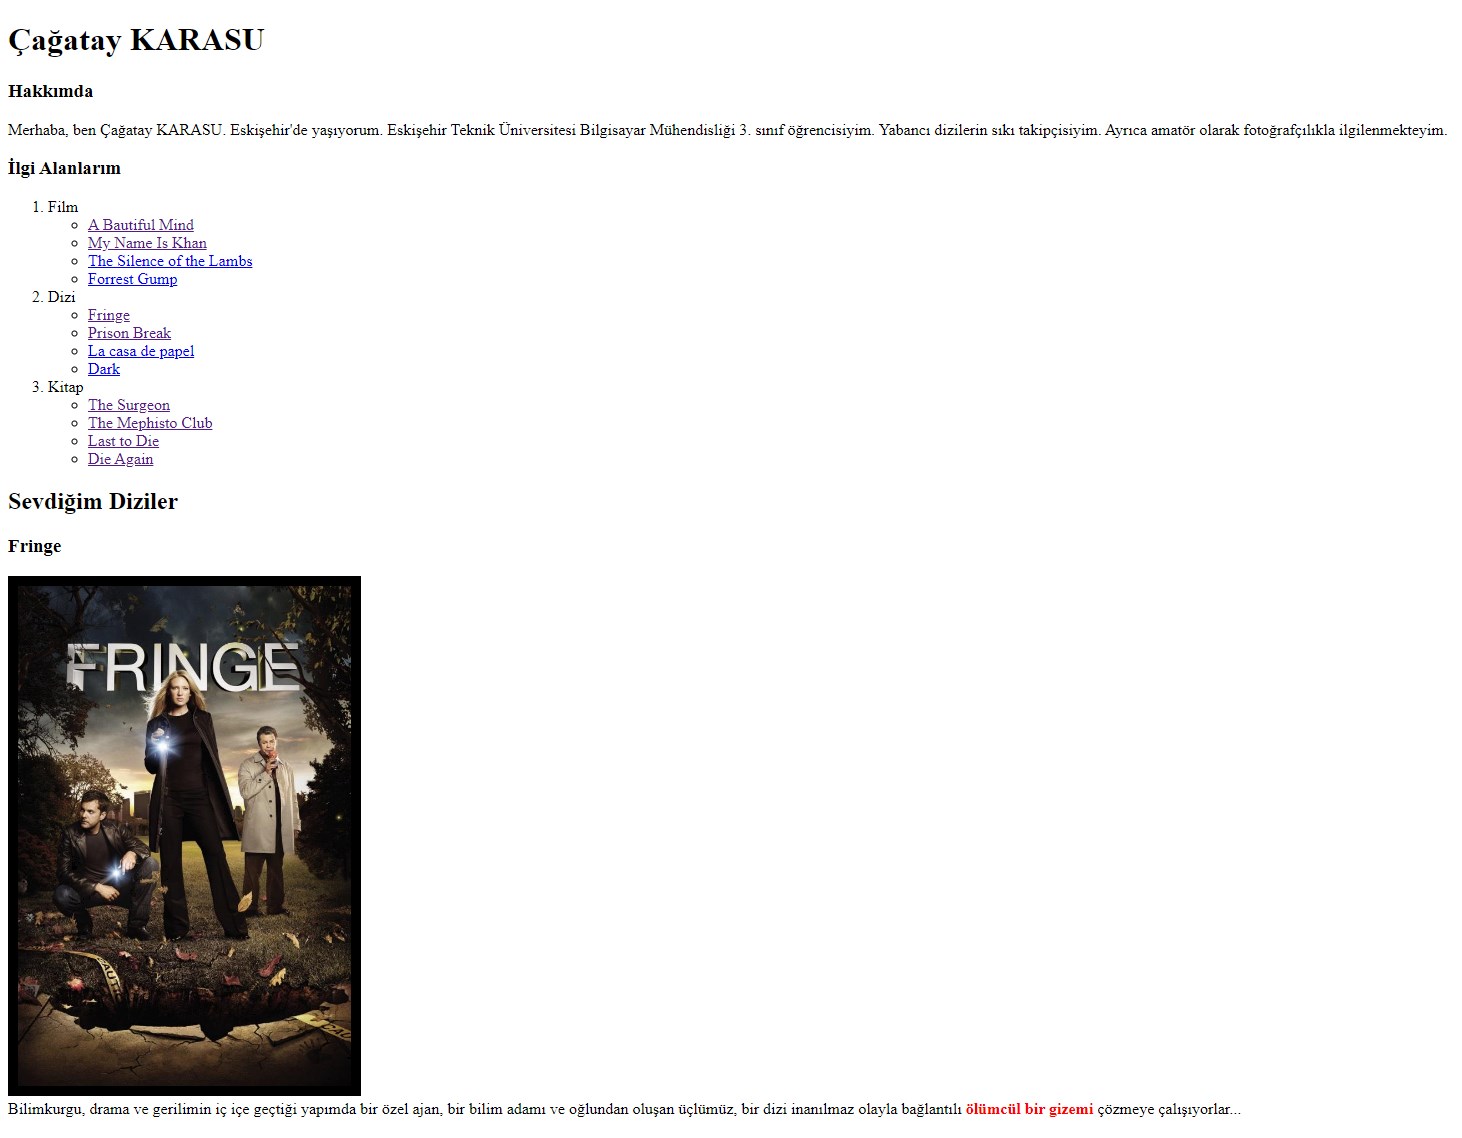 Çağatay KARASU
Hakkımda
Merhaba, ben Çağatay KARASU. Eskişehir'de yaşıyorum. Eskişehir Teknik Üniversitesi Bilgisayar Mühendisliği 3. sınıf öğrencisiyim. Yabancı dizilerin sıkı takipçisiyim. Ayrıca amatör olarak fotoğrafçılıkla ilgilenmekteyim.
İlgi Alanlarım
1. Film
A Bautiful Mind
My Name Is Khan
The Silence of the Lambs
Forrest Gump
2. Dizi
Fringe
Prison Break
La casa de papel
Dark
3. Kitap
The Surgeon
The Mephisto Club
Last to Die
Die Again
Sevdiğim Diziler
Fringe
FRINGE
Bilimkurgu, drama ve gerilimin iç içe geçtiği yapımda bir özel ajan, bir bilim adamı ve oğlundan oluşan üçlümüz, bir dizi inanılmaz olayla bağlantılı ölümcül bir gizemi çözmeye çalışıyorlar...